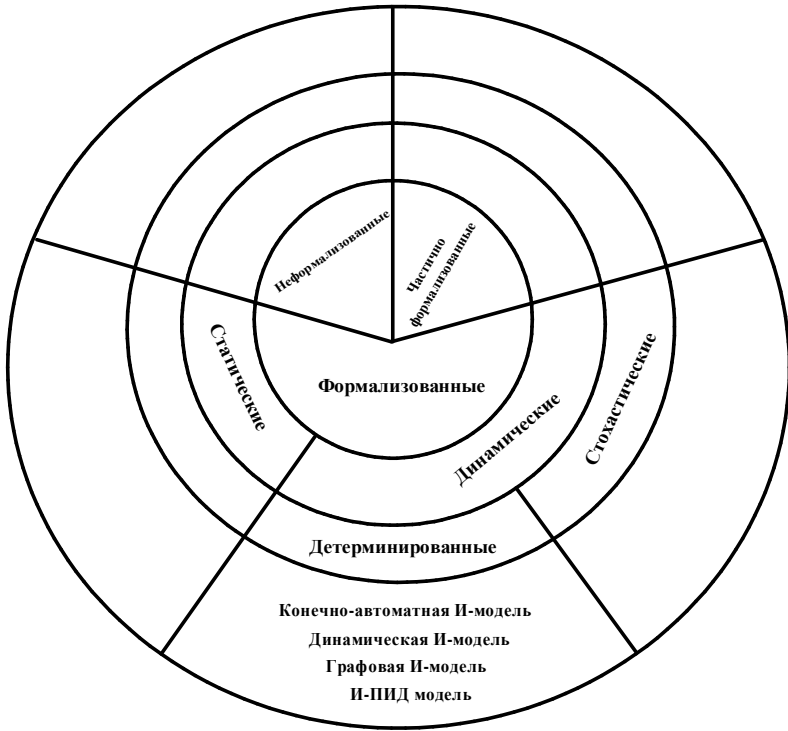 Неформализованные
Частично
формализованные
Формализованные
Статические
Динамические
Стохастические
Детерминированные
Конечно-автоматная И-модель
Динамическая И-модель
Графовая И-модель
И-ПИД модель